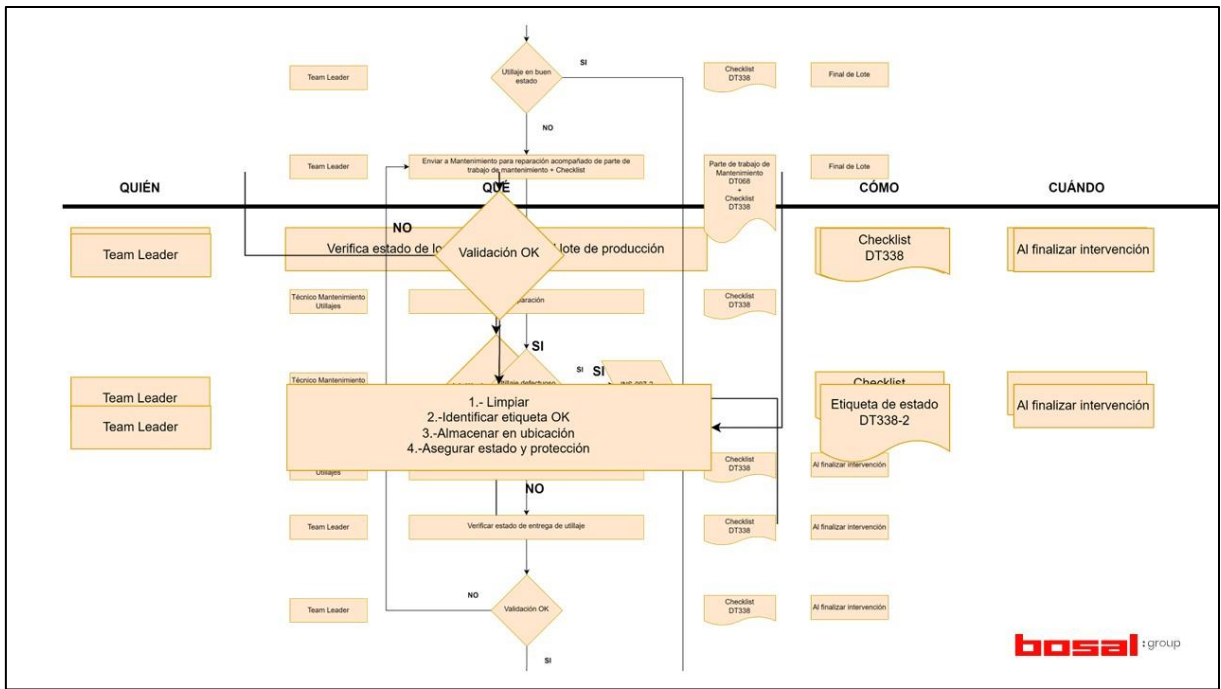 Team Leader
Utillaje en buen
estado
SI
Checklist
DT338
Final de Lote
NO
Team Leader
Enviar a Mantenimiento para reparación acompañado de parte de
trabajo de mantenimiento + Checklist
Parte de trabajo de
Mantenimiento
DT068
+
Checklist
DT338
Final de Lote
QUIÉN
QUÉ
CÓMO
CUÁNDO
NO
Team Leader
Verifica estado de
lote de producción
Validación OK
Checklist
DT338
Al finalizar intervención
Técnico Mantenimiento
Utillajes
Checklist
DT338
SI
SI
SI
Técnico Mantenimiento
Team Leader
Team Leader
1.- Limpiar
2.-Identificar etiqueta OK
3.-Almacenar en ubicación
4.-Asegurar estado y protección
Checklist
Etiqueta de estado
DT338-2
Al finalizar intervención
Utillajes
Checklist
DT338
Al finalizar intervención
NO
Team Leader
Verificar estado de entrega de utillaje
Checklist
DT338
Al finalizar intervención
NO
Team Leader
Validación OK
Checklist
DT338
Al finalizar intervención
SI
bosal :group